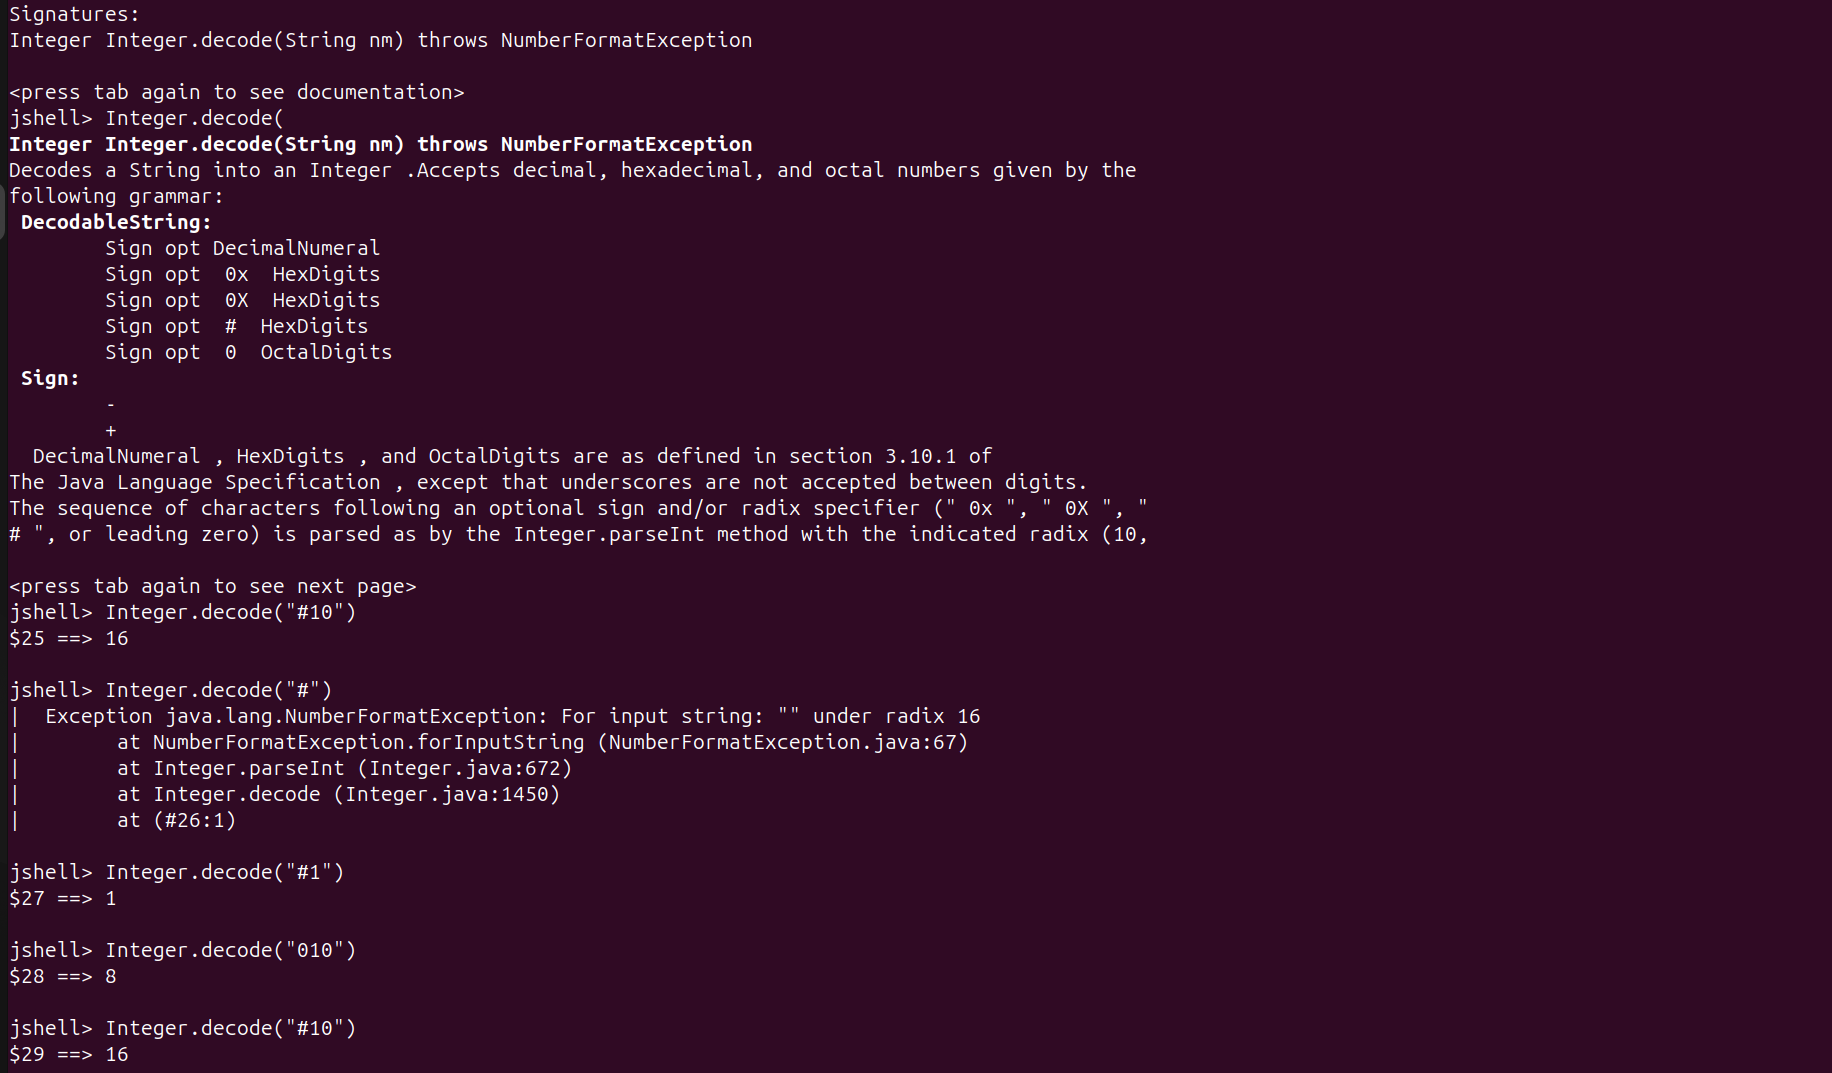 Signatures:
Integer Integer.decode(String nm) throws NumberFormatException
<press tab again to see documentation>
jshell> Integer.decode(
Integer Integer.decode(String nm) throws NumberFormatException
Decodes a String into an Integer .Accepts decimal, hexadecimal, and octal numbers given by the
following grammar:
DecodableString:
Sign opt DecimalNumeral
Sign opt  0x  HexDigits
Sign opt  0X  HexDigits
Sign opt  #  HexDigits
Sign opt  0  OctalDigits
Sign:
-
+
DecimalNumeral , HexDigits , and OctalDigits are as defined in section 3.10.1 of
The Java Language Specification , except that underscores are not accepted between digits.
The sequence of characters following an optional sign and/or radix specifier (" 0x ", " 0X ", "
# ", or leading zero) is parsed as by the Integer.parseInt method with the indicated radix (10,
<press tab again to see next page>
jshell> Integer.decode("#10")
$25 ==> 16
jshell> Integer.decode("#")
|  Exception java.lang.NumberFormatException: For input string: "" under radix 16
|        at NumberFormatException.forInputString (NumberFormatException.java:67)
|        at Integer.parseInt (Integer.java:672)
|        at Integer.decode (Integer.java:1450)
|        at (#26:1)
jshell> Integer.decode("#1")
$27 ==> 1
jshell> Integer.decode("010")
$28 ==> 8
jshell> Integer.decode("#10")
$29 ==> 16